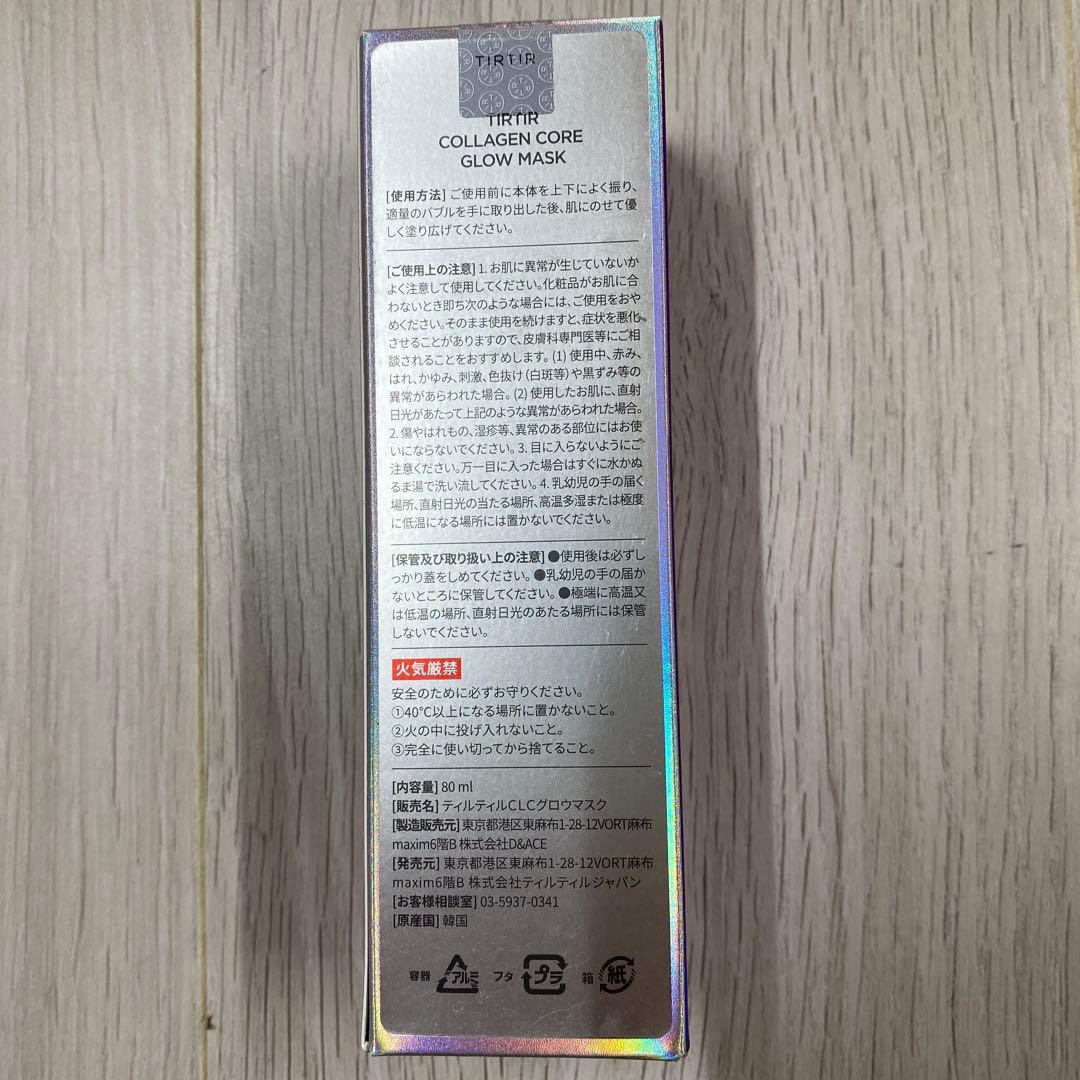 TIRTIR
TIRTIR
COLLAGEN CORE
GLOW MASK
[使用方法] ご使用前に本体を上下によく振り、
適量のバブルを手に取り出した後、肌にのせて優
しく塗り広げてください。
[ご使用上の注意] 1. お肌に異常が生じていないか
よく注意して使用してください。化粧品がお肌に合
わないとき即ち次のような場合には、ご使用をおや
めください。そのまま使用を続けますと、症状を悪化
させることがありますので、皮膚科専門医等にご相
談されることをおすすめします。(1) 使用中、赤み、
はれ、かゆみ、刺激、色抜け(白斑等)や黒ずみ等の
異常があらわれた場合。(2) 使用したお肌に、直射
日光があたって上記のような異常があらわれた場合。
2. 傷やはれもの、湿疹等、異常のある部位にはお使
いにならないでください。3. 目に入らないようにご
注意ください。万一目に入った場合はすぐに水かぬ
るま湯で洗い流してください。4. 乳幼児の手の届く
場所、直射日光の当たる場所、高温多湿または極度
に低温になる場所には置かないでください。
[保管及び取り扱い上の注意] ●使用後は必ずし
っかり蓋をしめてください。●乳幼児の手の届か
ないところに保管してください。●極端に高温又
は低温の場所、直射日光のあたる場所には保管
しないでください。
火気厳禁
安全のために必ずお守りください。
①40℃以上になる場所に置かないこと。
②火の中に投げ入れないこと。
③完全に使い切ってから捨てること。
[内容量] 80 ml
[販売名] ティルティルCLCグロウマスク
[製造販売元] 東京都港区東麻布1-28-12VORT麻布
maxim6階B 株式会社D&ACE
[発売元] 東京都港区東麻布1-28-12VORT麻布
maxim6階B 株式会社ティルティルジャパン
[お客様相談室] 03-5937-0341
[原産国] 韓国
容器 アルミ フタ プラ 箱 紙